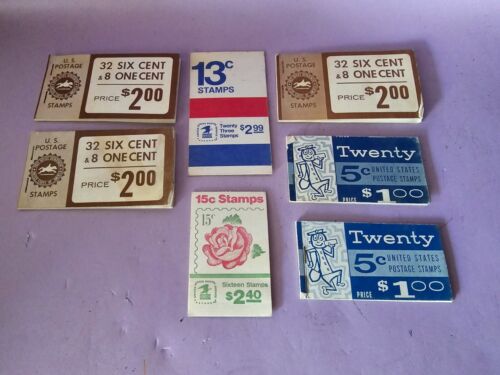 U.S.
POSTAGE
STAMPS
32 SIX CENT
& 8 ONE CENT
PRICE $2.00
U.S.
POSTAGE
STAMPS
32 SIX CENT
& 8 ONE CENT
PRICE $2.00
13c
STAMPS
Twenty
Three
Stamps
$2.99
15c Stamps
15c
Sixteen Stamps
$2.40
32 SIX CENT
& 8 ONE CENT
PRICE $2.00
U.S.
POSTAGE
STAMPS
Twenty
5c UNITED STATES
POSTAGE STAMPS
PRICE $1.00
Twenty
5c UNITED STATES
POSTAGE STAMPS
PRICE $1.00